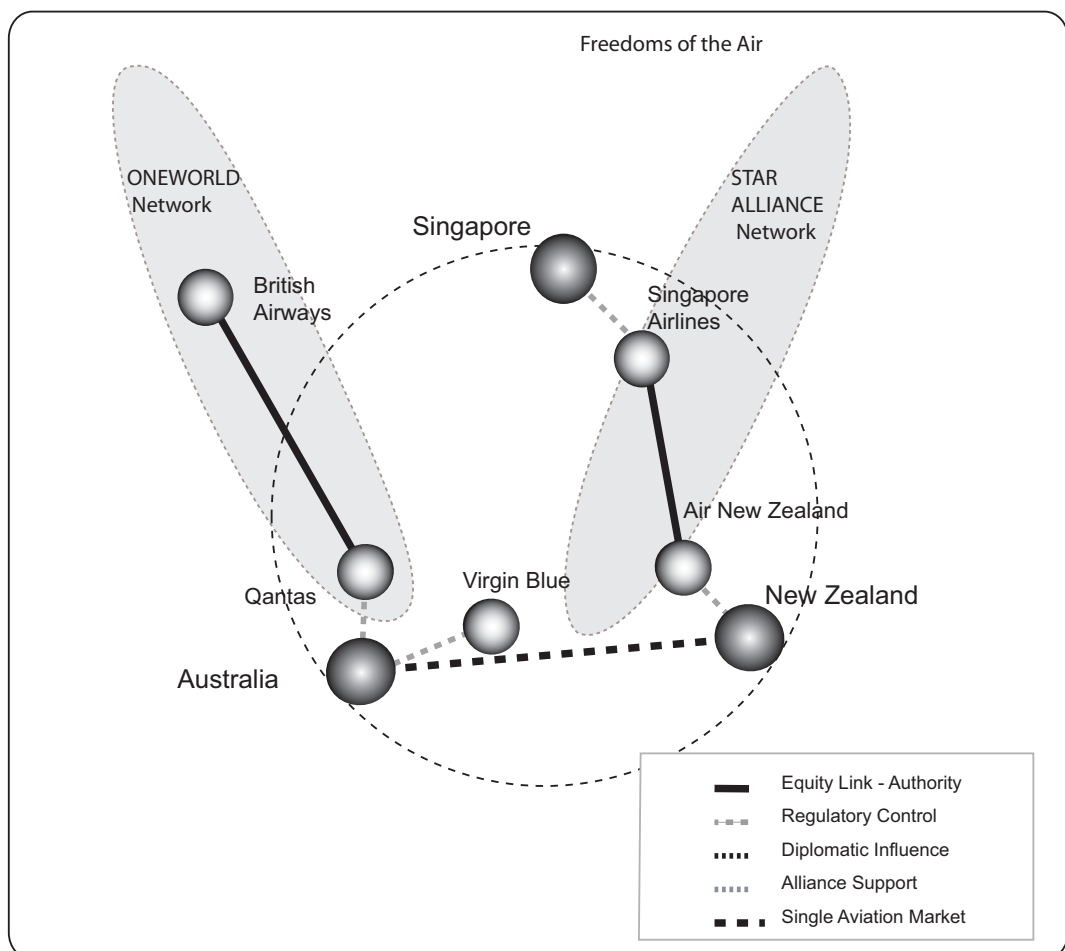 Freedoms of the Air
ONEWORLD
Network
STAR
ALLIANCE
Network
Singapore
British
Airways
Singapore
Airlines
Air New Zealand
Qantas
Virgin Blue
New Zealand
Australia
Equity Link - Authority
Regulatory Control
Diplomatic Influence
Alliance Support
Single Aviation Market